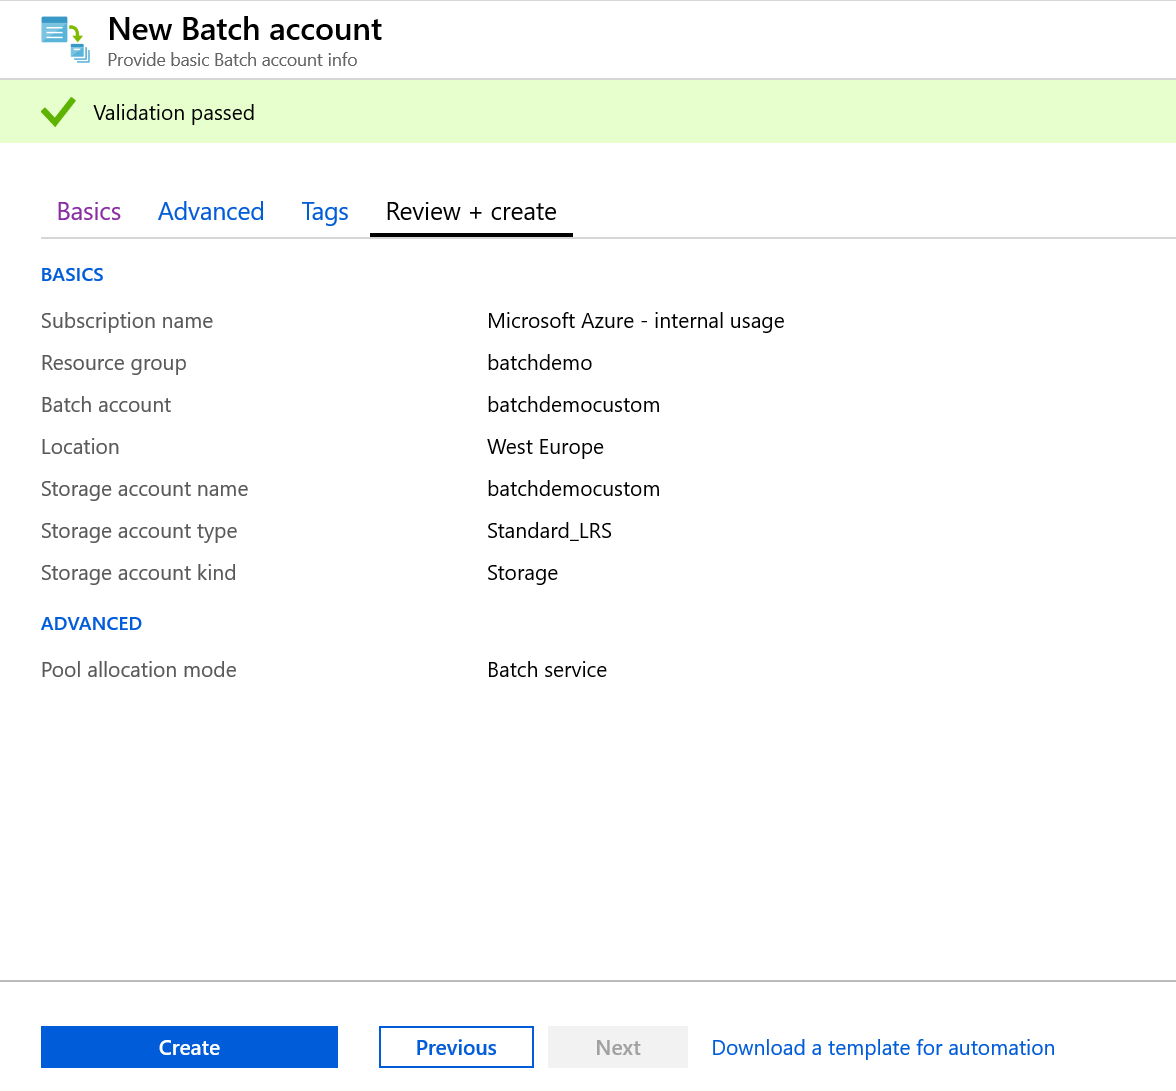 New Batch account
Provide basic Batch account info
Validation passed
Basics Advanced Tags Review + create
BASICS
Subscription name Microsoft Azure - internal usage
Resource group batchdemo
Batch account batchdemocustom
Location West Europe
Storage account name batchdemocustom
Storage account type Standard_LRS
Storage account kind Storage
ADVANCED
Pool allocation mode Batch service
Create Previous Next Download a template for automation